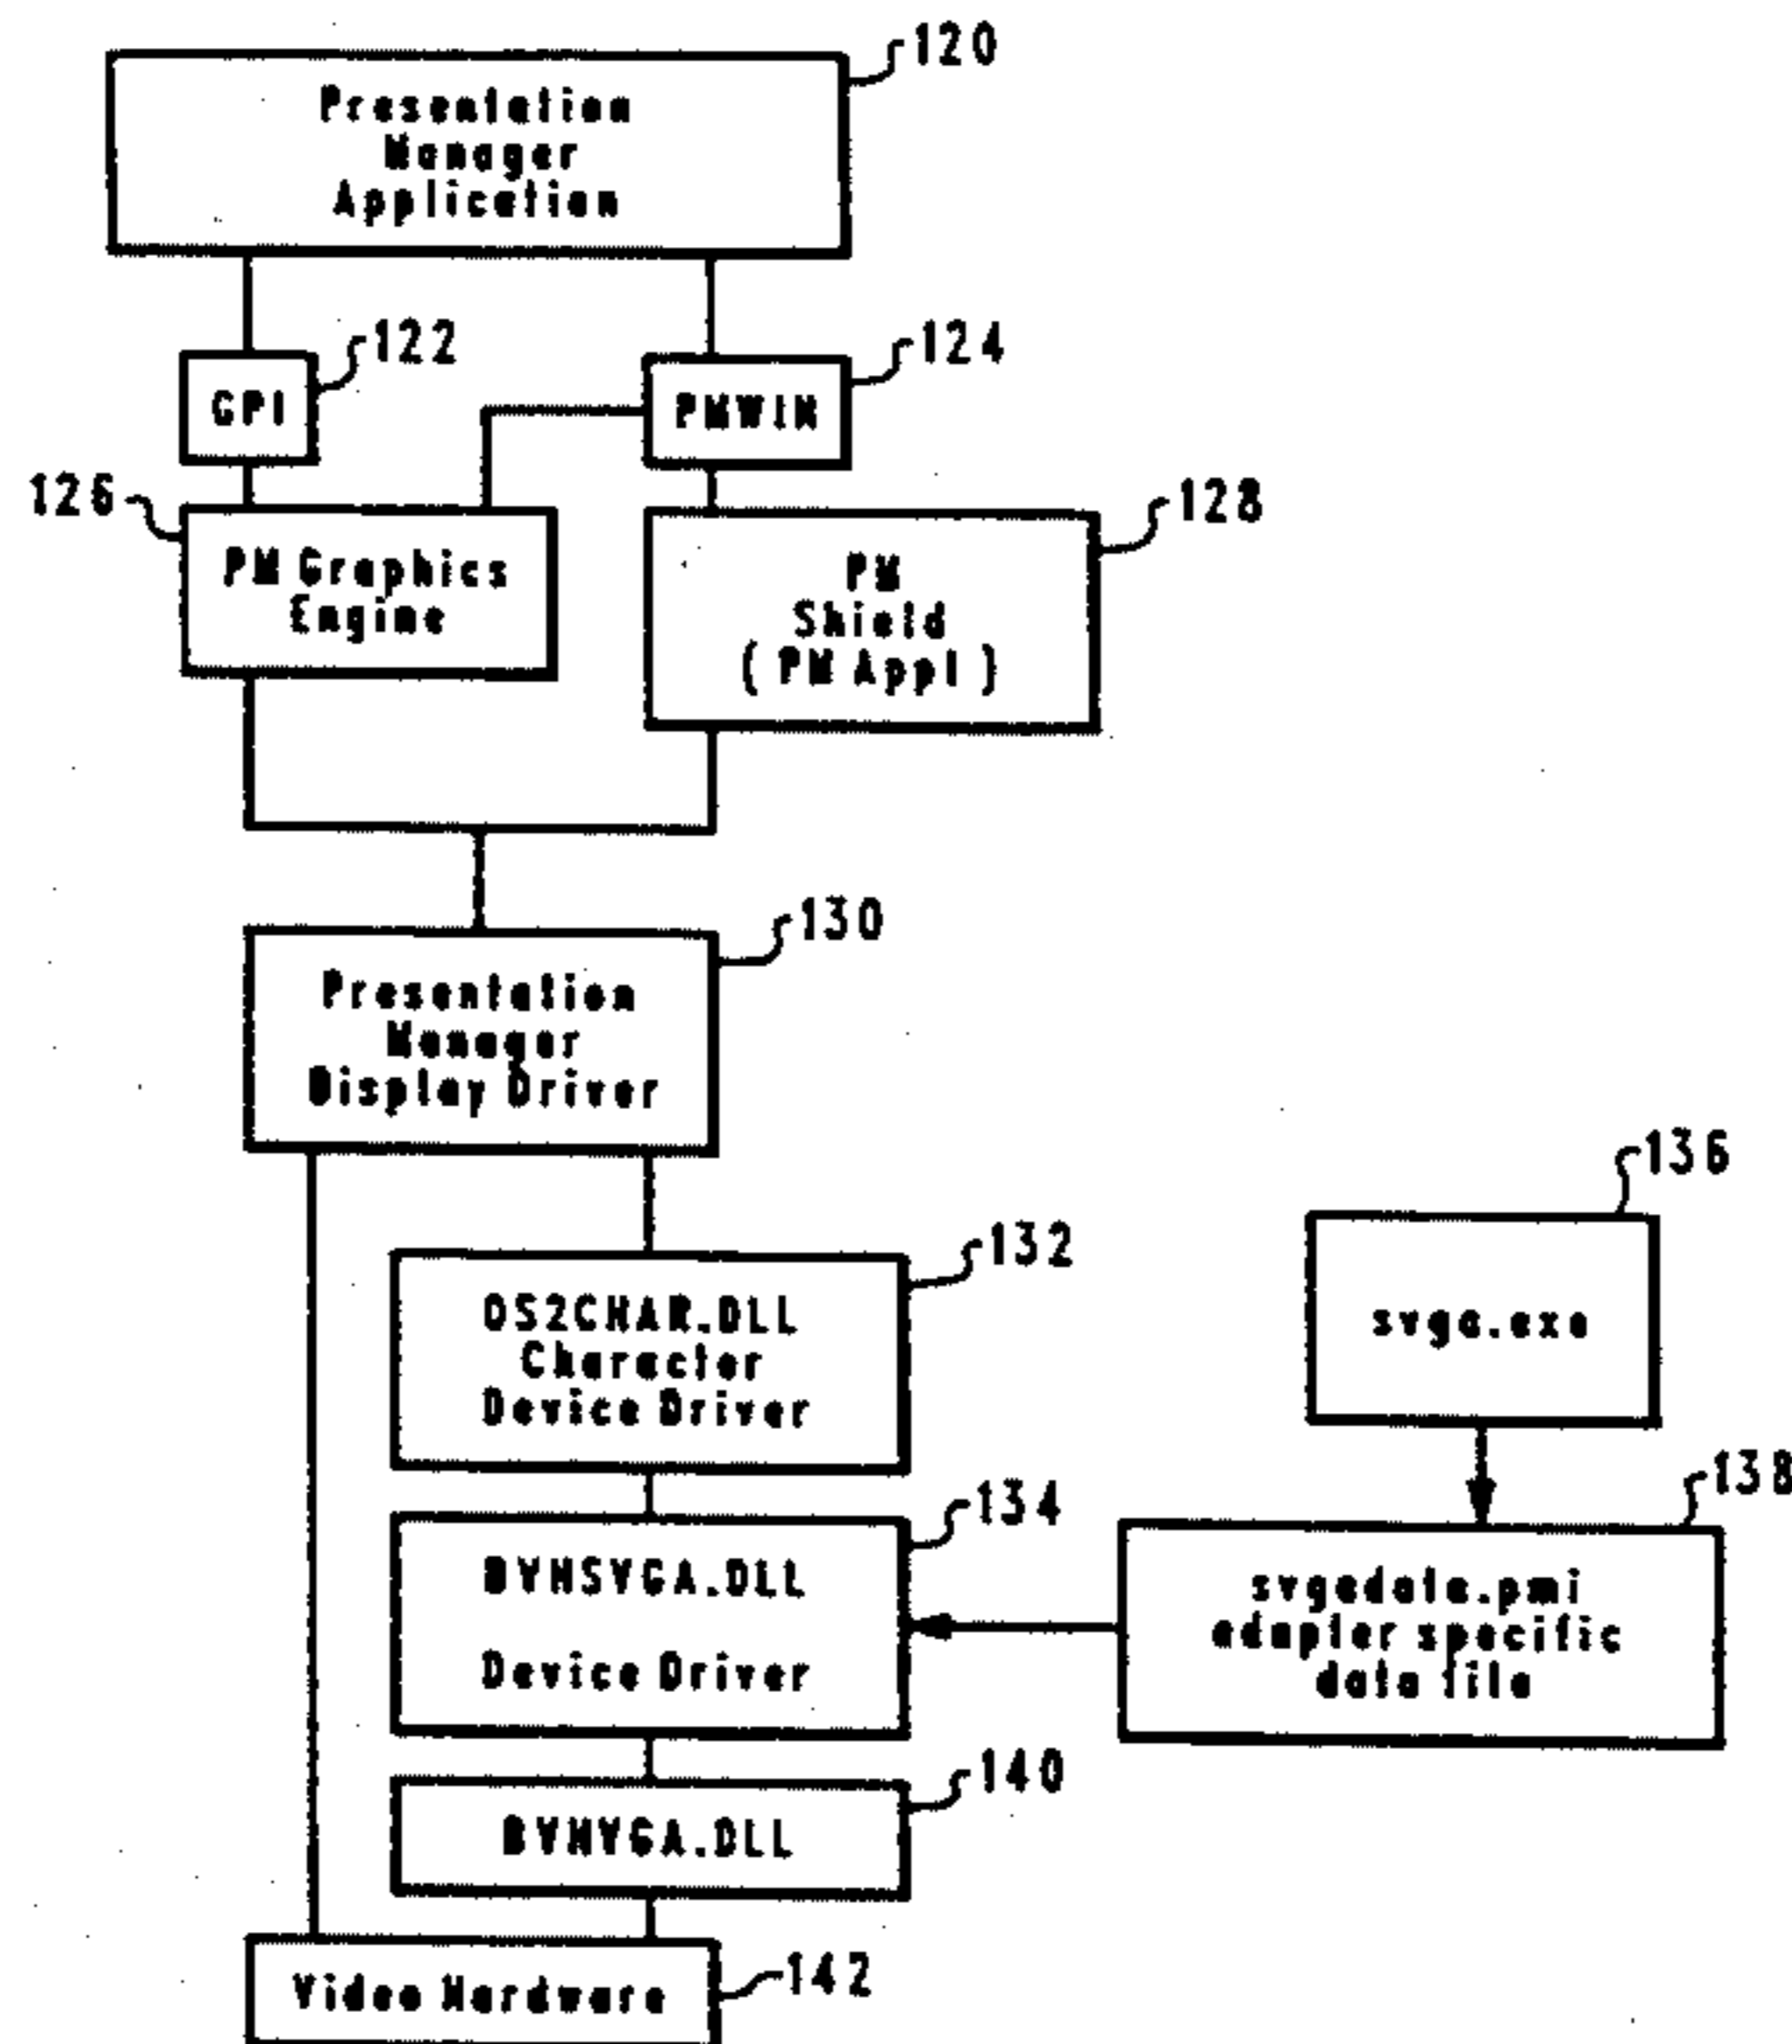 120
Presentation
Manager
Application
122
124
GPI
PMWIN
126
128
PM Graphics
Engine
PM
Shield
( PM Appl )
130
Presentation
Manager
Display Driver
136
132
svga.exe
OS2CHAR.DLL
Character
Device Driver
138
134
BVHSVGA.DLL
Device Driver
svgadata.pmi
adapter specific
data file
140
BVHVGA.DLL
142
Video Hardware